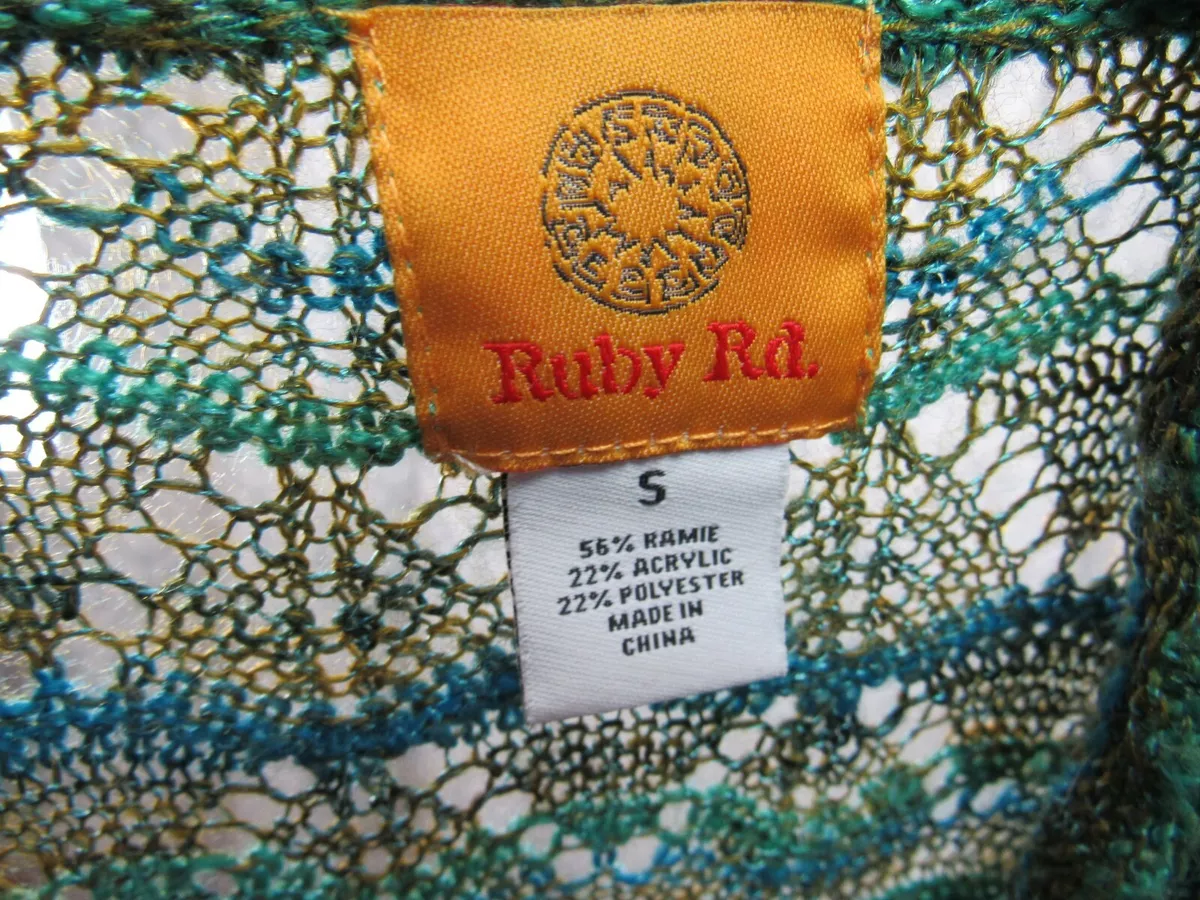 Ruby Rd.
S
56% RAMIE
22% ACRYLIC
22% POLYESTER
MADE IN
CHINA